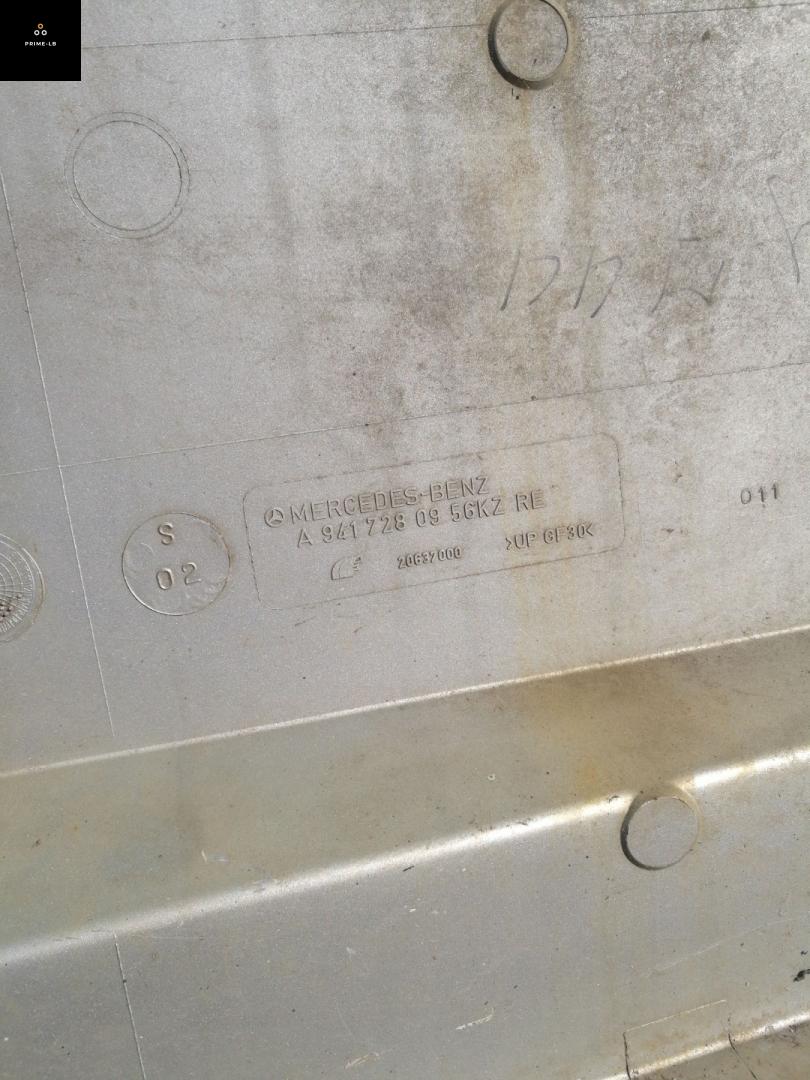 PRIME-LB
MERCEDES-BENZ
A 941 728 09 56KZ RE
20637000 >UP GF30<
S
02
011